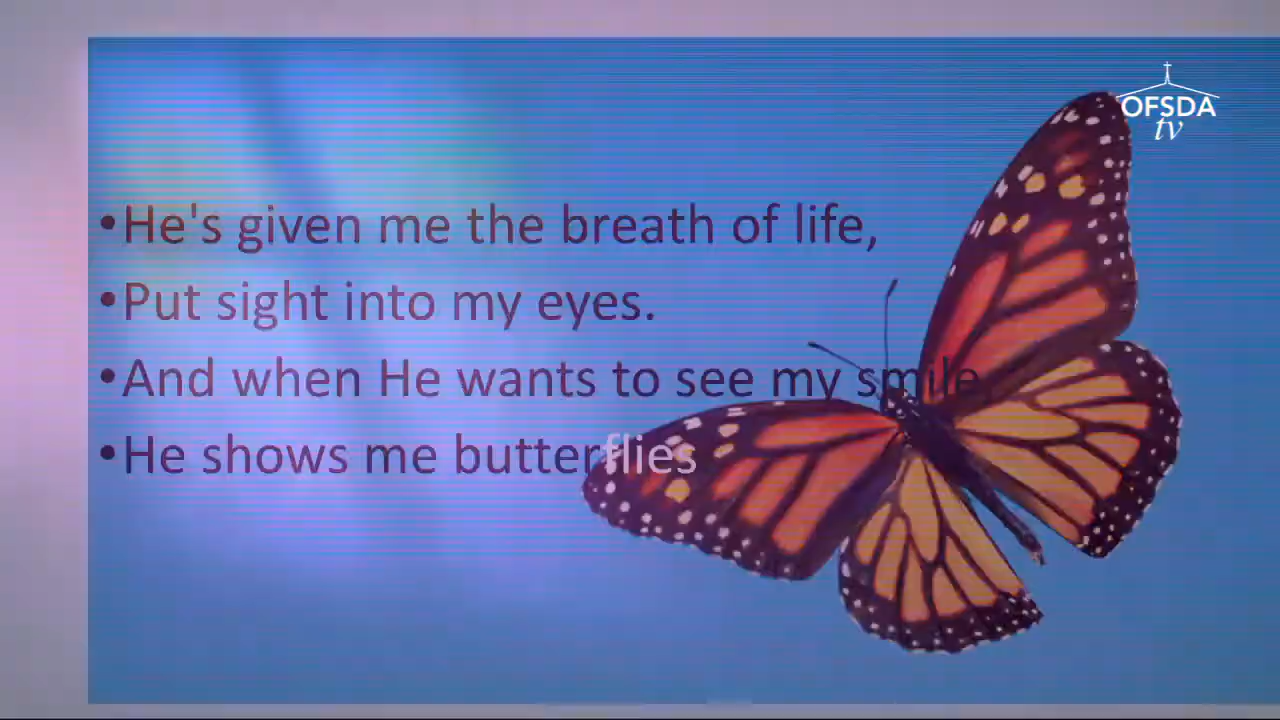 OFSDA
tv
•He's given me the breath of life,
•Put sight into my eyes.
•And when He wants to see my smile
•He shows me butterflies